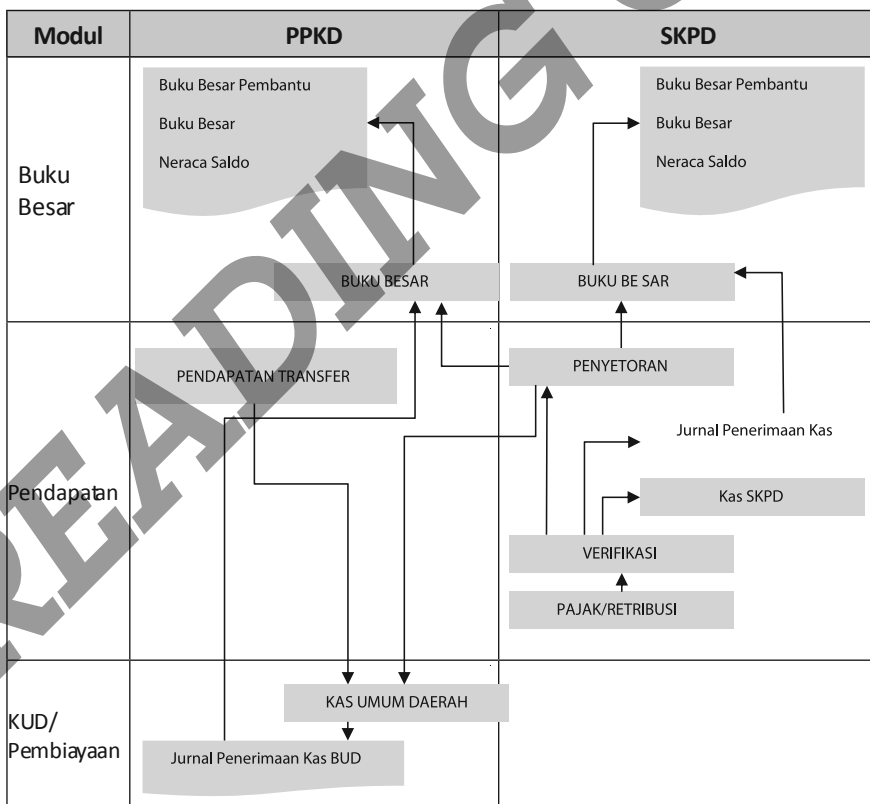 Modul PPKD SKPD
Buku Besar Pembantu
Buku Besar
Neraca Saldo
Buku Besar Pembantu
Buku Besar
Neraca Saldo
Buku
Besar
BUKU BESAR
BUKU BE SAR
PENDAPATAN TRANSFER
PENYETORAN
Jurnal Penerimaan Kas
Pendapatan
Kas SKPD
VERIFIKASI
PAJAK/RETRIBUSI
KUD/
Pembiayaan
KAS UMUM DAERAH
Jurnal Penerimaan Kas BUD
READING